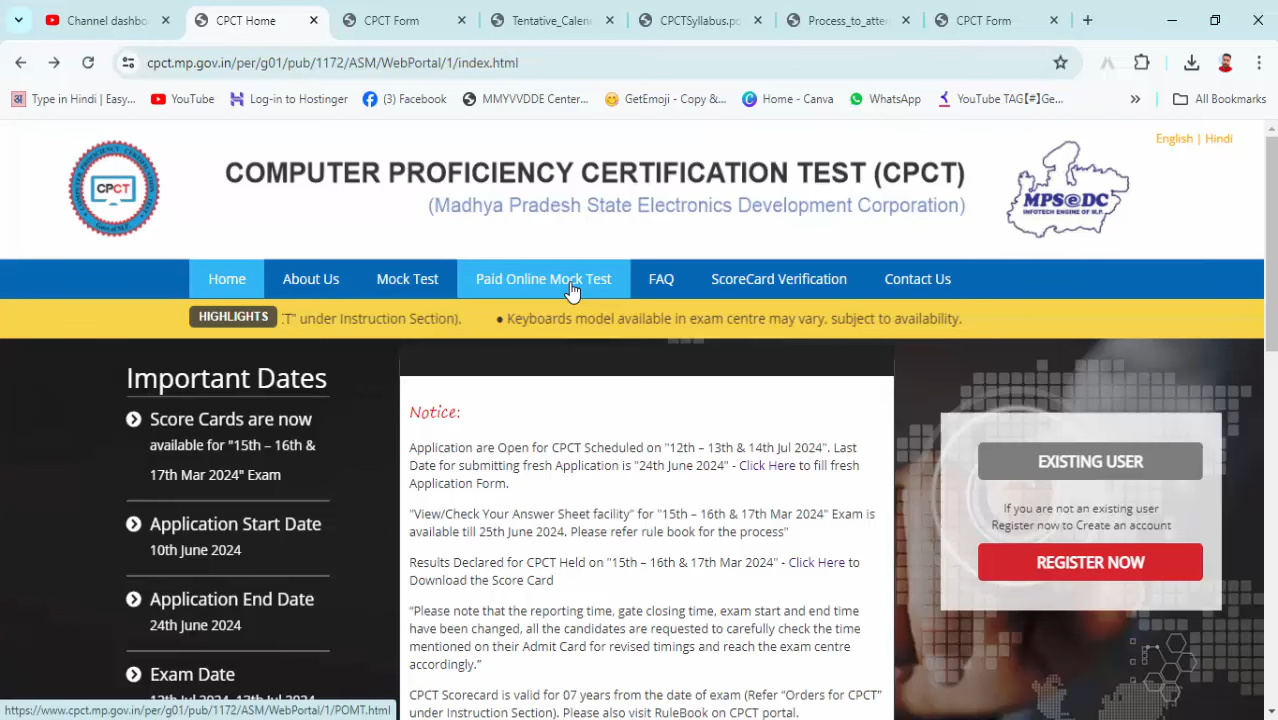 Channel dashbo
CPCT Home
CPCT Form
Tentative_Calen
CPCTSyllabus.pd
Process_to_atte
CPCT Form
cpct.mp.gov.in/per/g01/pub/1172/ASM/WebPortal/1/index.html
Type in Hindi | Easy...
YouTube
Log-in to Hostinger
(3) Facebook
MMYVVDDE Center...
GetEmoji - Copy &...
Home - Canva
WhatsApp
YouTube TAG【#】Ge...
All Bookmarks
English | Hindi
CPCT
COMPUTER PROFICIENCY CERTIFICATION TEST (CPCT)
(Madhya Pradesh State Electronics Development Corporation)
MPS@DC
INFOTECH ENGINE OF M.P.
Home
About Us
Mock Test
Paid Online Mock Test
FAQ
ScoreCard Verification
Contact Us
HIGHLIGHTS
CT" under Instruction Section).
● Keyboards model available in exam centre may vary, subject to availability.
Important Dates
Score Cards are now
available for "15th – 16th &
17th Mar 2024" Exam
Application Start Date
10th June 2024
Application End Date
24th June 2024
Exam Date
12th Jul 2024, 13th Jul 2024
Notice:
Application are Open for CPCT Scheduled on "12th – 13th & 14th Jul 2024". Last
Date for submitting fresh Application is "24th June 2024" - Click Here to fill fresh
Application Form.
"View/Check Your Answer Sheet facility" for "15th – 16th & 17th Mar 2024" Exam is
available till 25th June 2024. Please refer rule book for the process"
Results Declared for CPCT Held on "15th – 16th & 17th Mar 2024" - Click Here to
Download the Score Card
"Please note that the reporting time, gate closing time, exam start and end time
have been changed, all the candidates are requested to carefully check the time
mentioned on their Admit Card for revised timings and reach the exam centre
accordingly."
CPCT Scorecard is valid for 07 years from the date of exam (Refer "Orders for CPCT"
under Instruction Section). Please also visit RuleBook on CPCT portal.
EXISTING USER
If you are not an existing user
Register now to Create an account
REGISTER NOW
https://www.cpct.mp.gov.in/per/g01/pub/1172/ASM/WebPortal/1/POMT.html